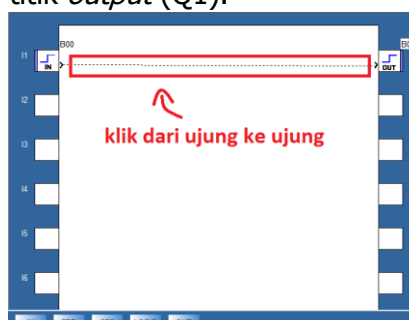 titik output (Q1).
B00
I1
IN
OUT
I2
klik dari ujung ke ujung
I3
I4
I5
I6